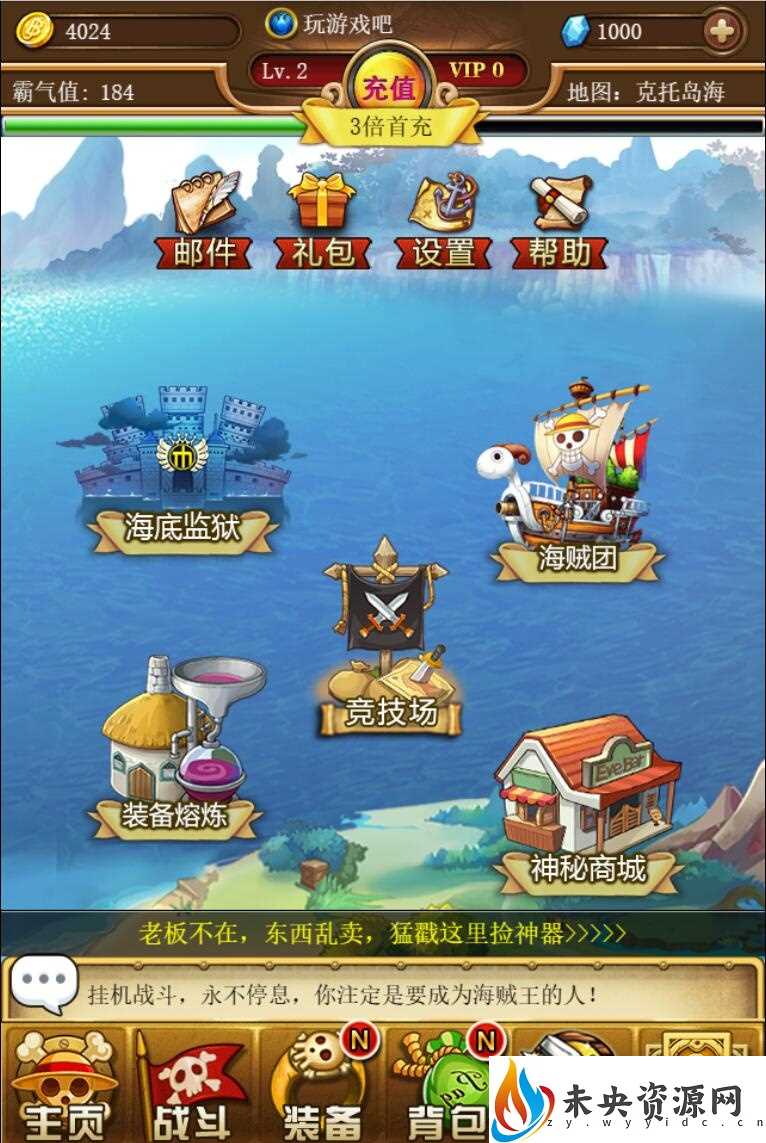 4024
玩游戏吧
1000
Lv.2
充值
VIP 0
霸气值: 184
地图: 克托岛海
3倍首充
邮件
礼包
设置
帮助
海底监狱
海贼团
竞技场
Eve Bar
装备熔炼
神秘商城
老板不在，东西乱卖，猛戳这里捡神器>>>>>
挂机战斗，永不停息，你注定是要成为海贼王的人！
N
N
主页
战斗
装备
背包
未央资源网
zy.wyyidc.cn